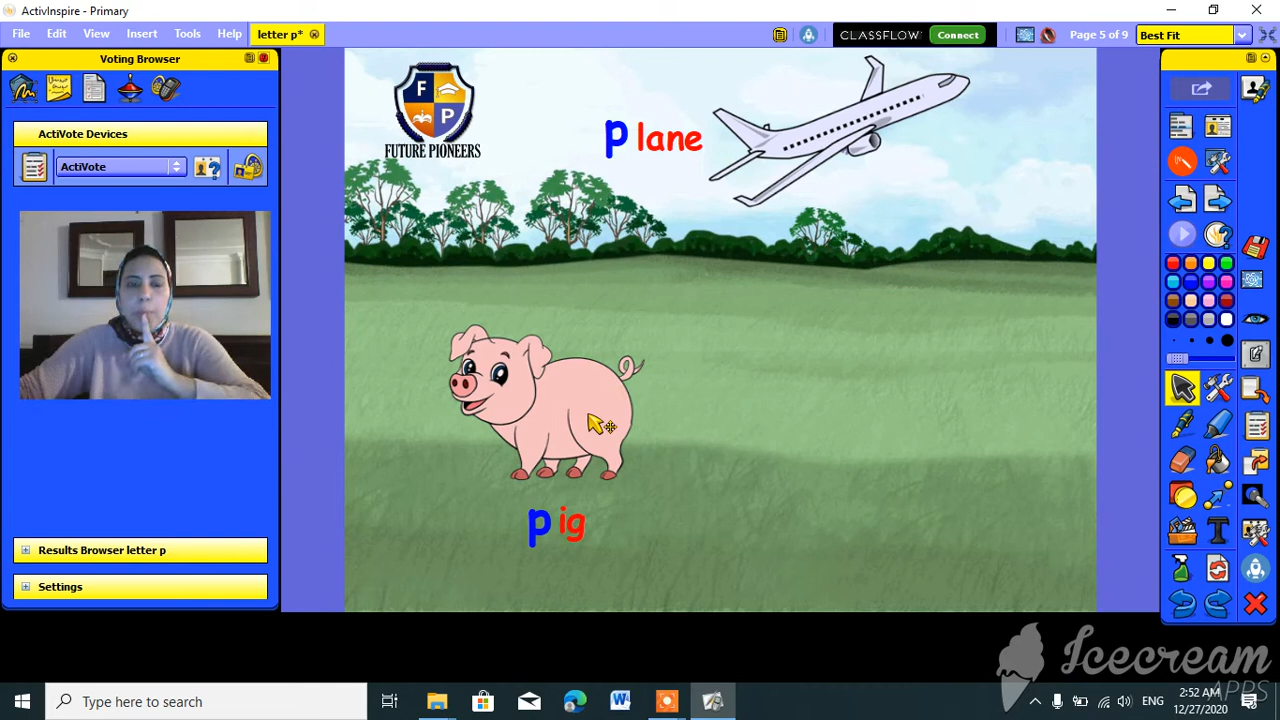 ActivInspire - Primary
File Edit View Insert Tools Help letter p* CLASSFLOW Connect Page 5 of 9 Best Fit
Voting Browser
ActiVote Devices
ActiVote
F
P
FUTURE PIONEERS
plane
pig
Results Browser letter p
Settings
Icecream
APPS
Type here to search
ENG
2:52 AM
12/27/2020